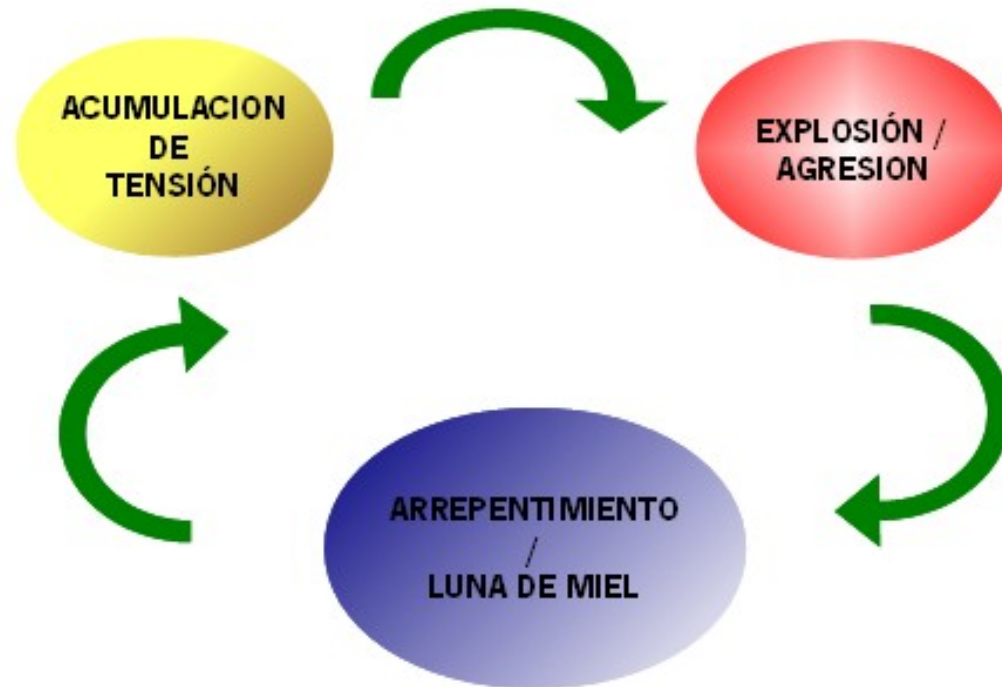 ACUMULACION
DE
TENSIÓN
EXPLOSIÓN /
AGRESION
ARREPENTIMIENTO
/
LUNA DE MIEL